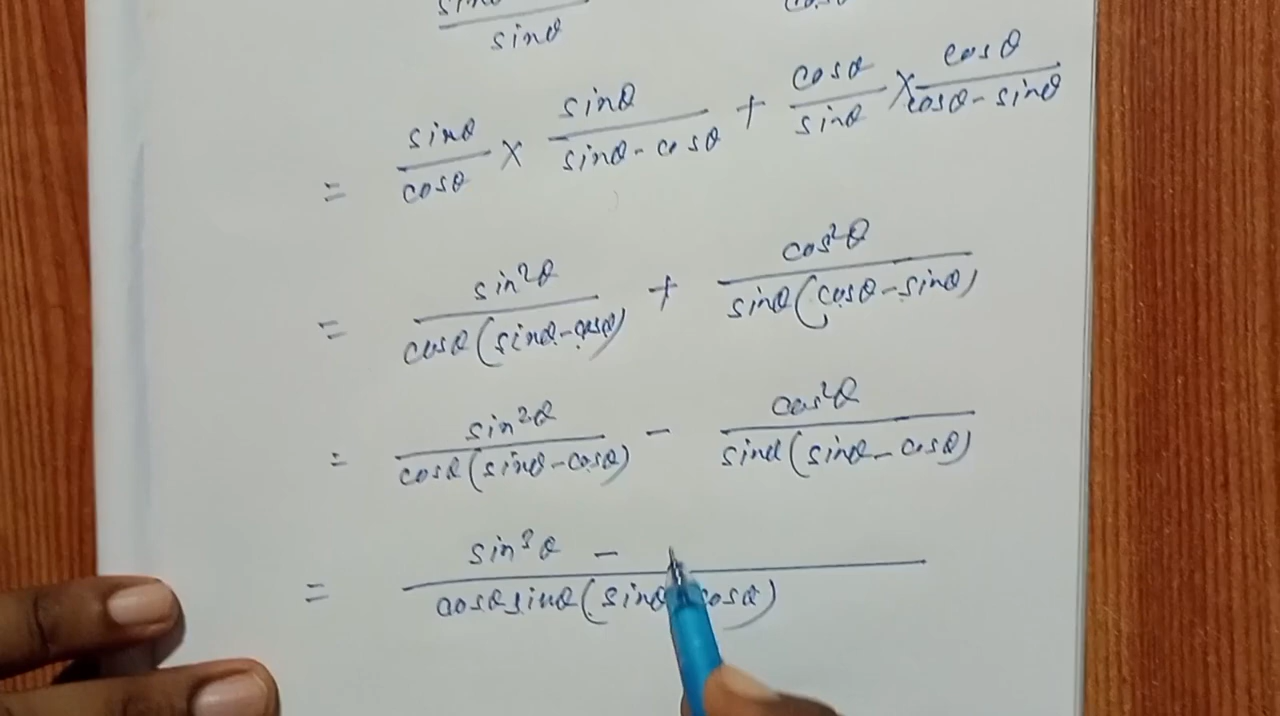 sinθ
= sinθ/cosθ × sinθ/(sinθ - cosθ) + cosθ/sinθ × cosθ/(cosθ - sinθ)
= sin²θ/cosθ(sinθ - cosθ) + cos²θ/sinθ(cosθ - sinθ)
= sin²θ/cosθ(sinθ - cosθ) - cos²θ/sinθ(sinθ - cosθ)
= sin³θ - /cosθ sinθ(sinθ cosθ)